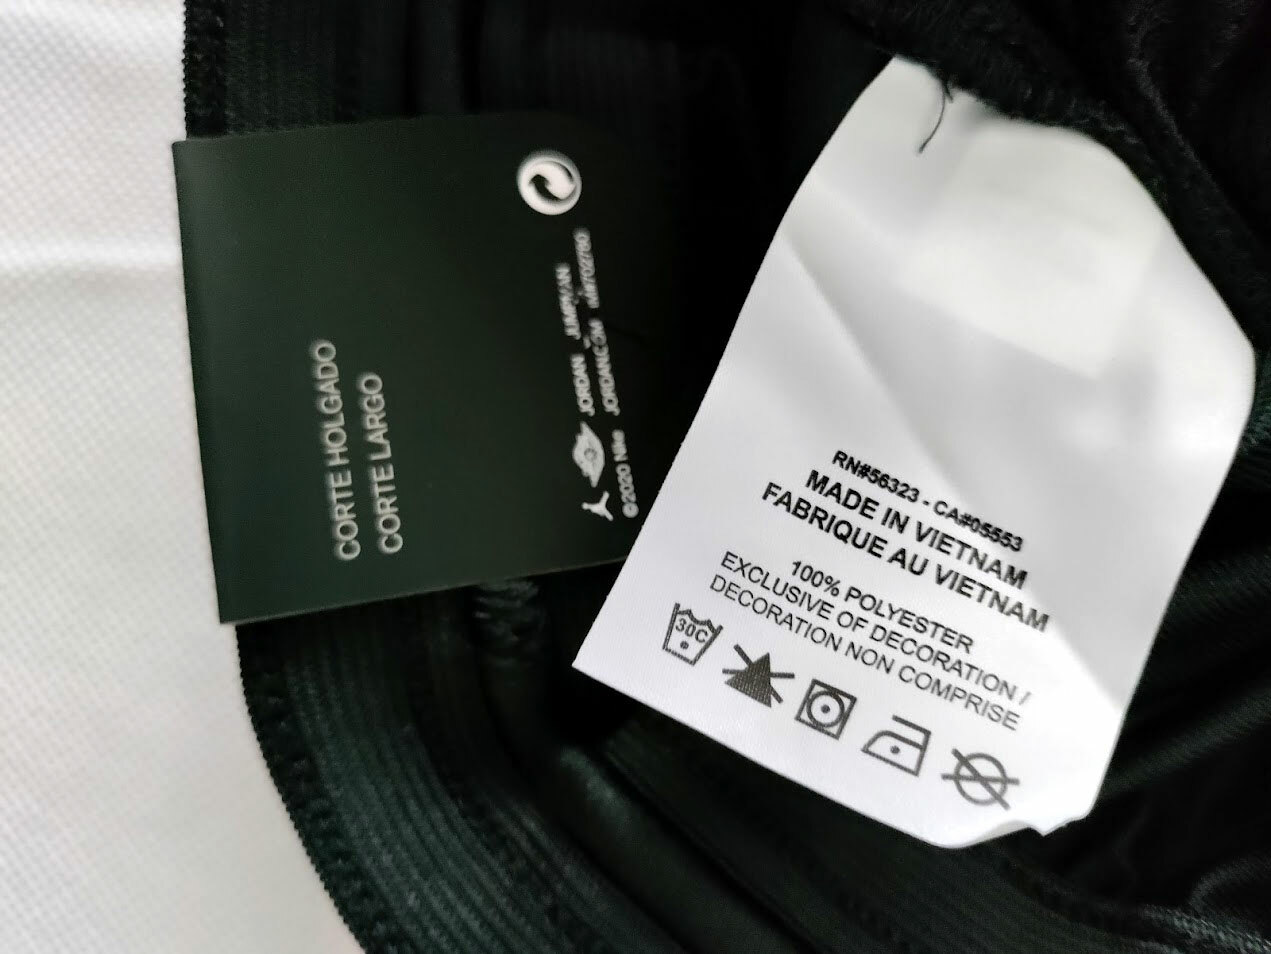 CORTE HOLGADO
CORTE LARGO
JORDAN JUMPMAN
© 2020 Nike JORDAN.COM
RN#56323 - CA#05553
MADE IN VIETNAM
FABRIQUE AU VIETNAM
100% POLYESTER
EXCLUSIVE OF DECORATION /
DECORATION NON COMPRISE
30C